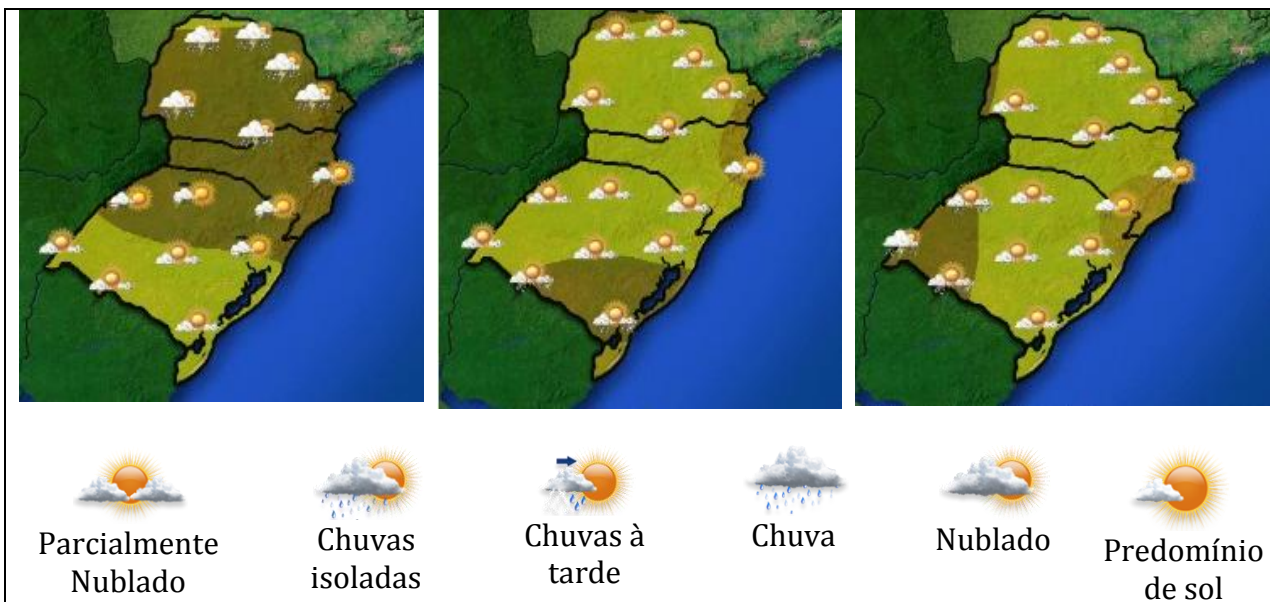 Parcialmente
Nublado
Chuvas
isoladas
Chuvas à
tarde
Chuva
Nublado
Predomínio
de sol